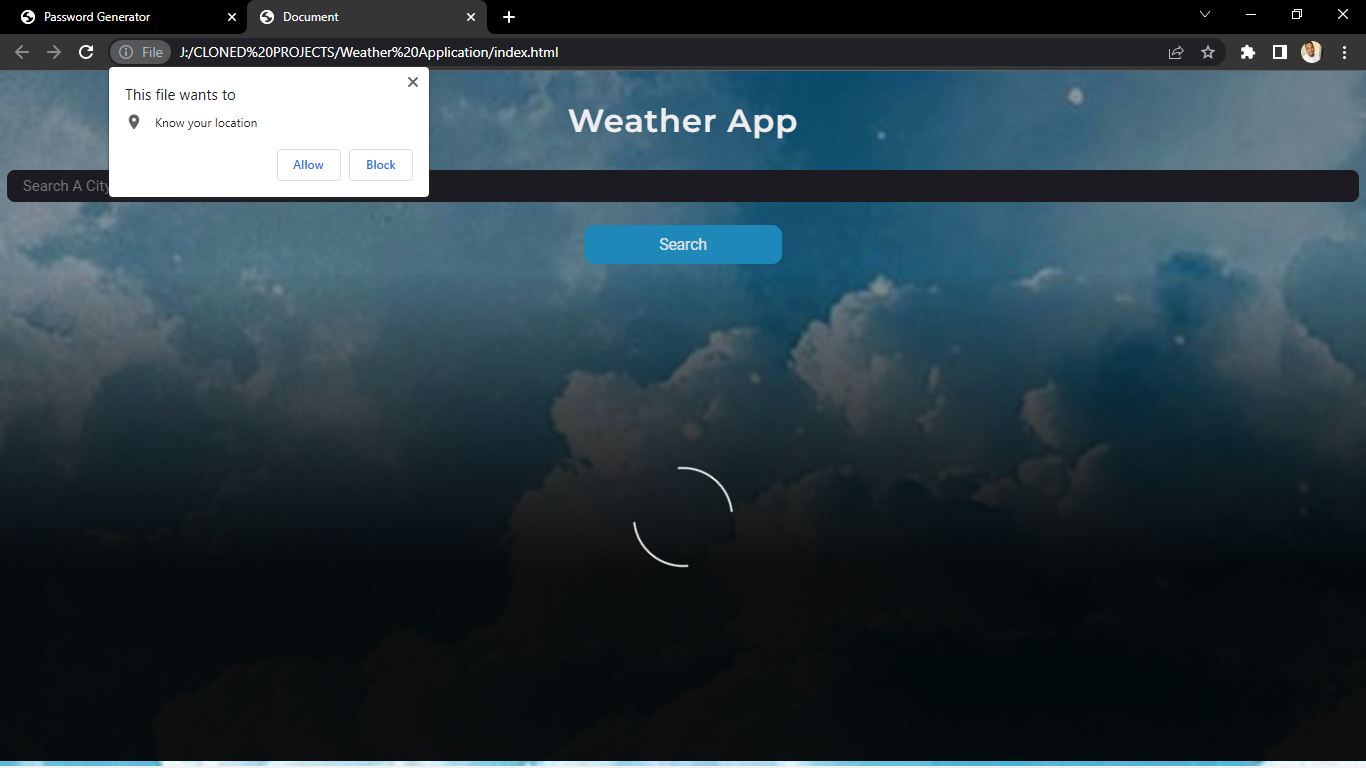 Password Generator
Document
File
J:/CLONED%20PROJECTS/Weather%20Application/index.html
This file wants to
Know your location
Allow
Block
Weather App
Search A City
Search